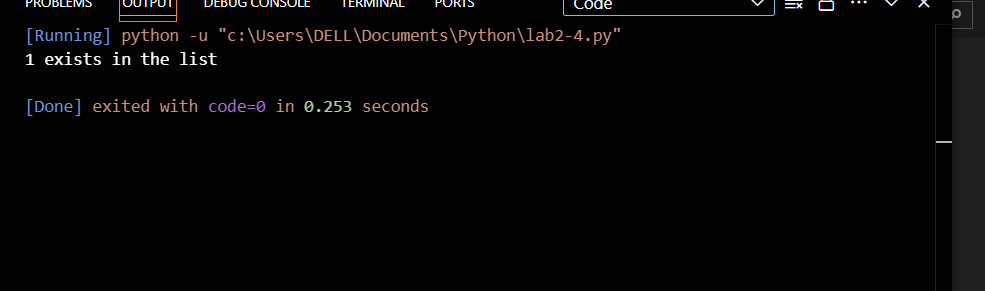 PROBLEMS OUTPUT DEBUG CONSOLE TERMINAL PORTS Code
[Running] python -u "c:\Users\DELL\Documents\Python\lab2-4.py"
1 exists in the list
[Done] exited with code=0 in 0.253 seconds